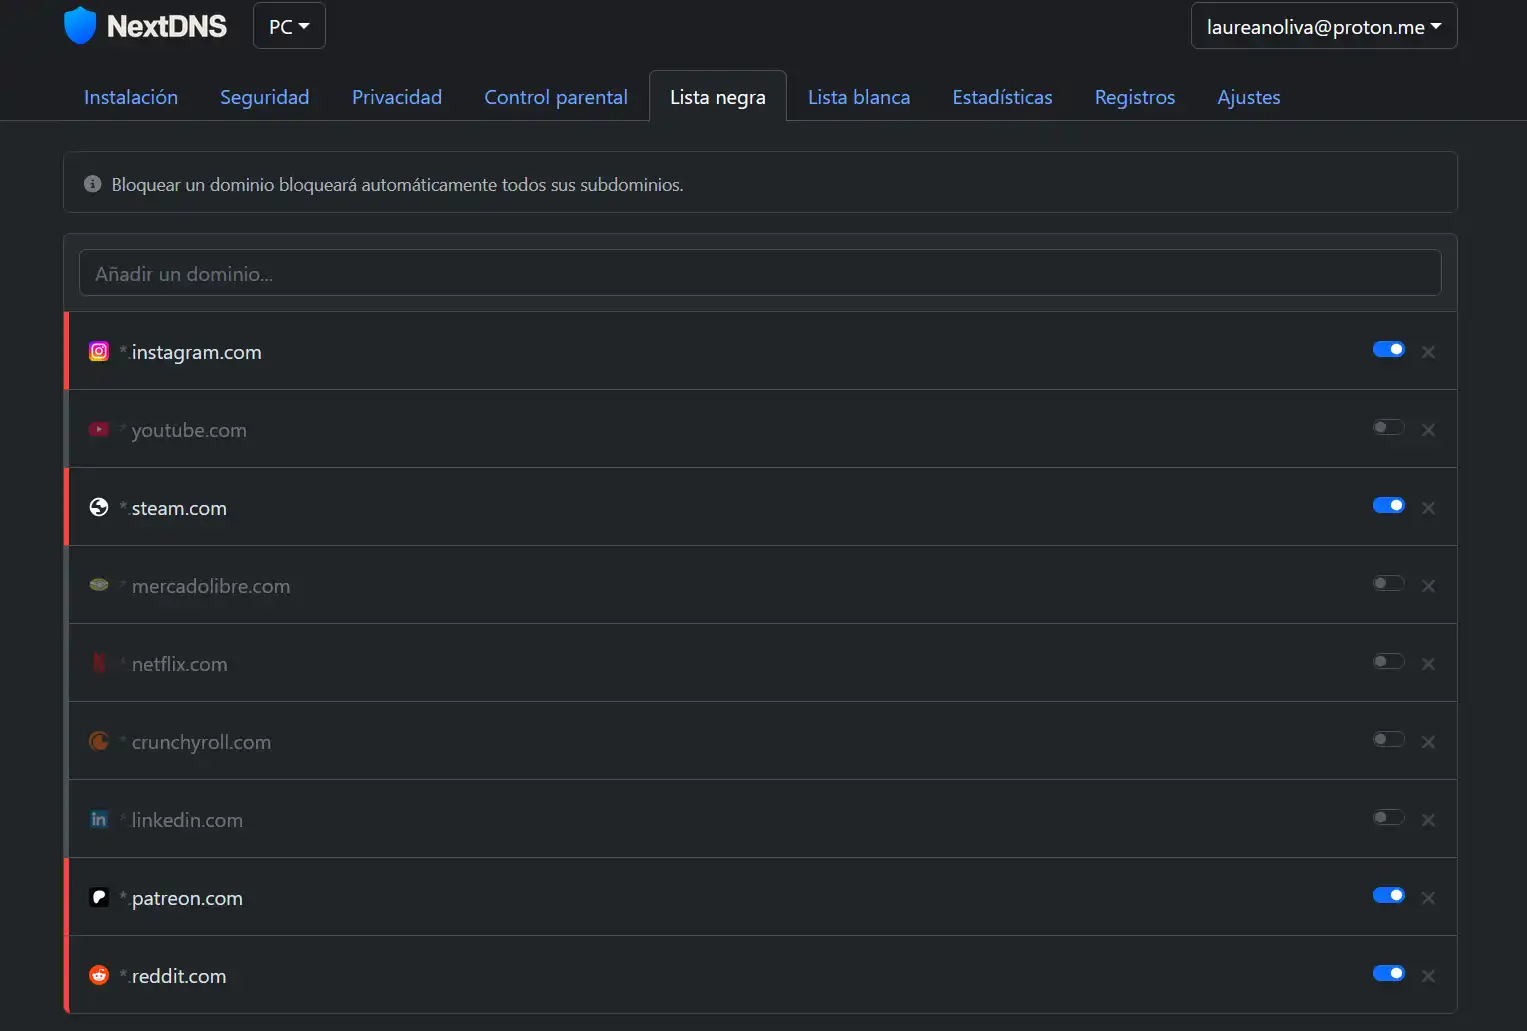 NextDNS PC laureanoliva@proton.me
Instalación Seguridad Privacidad Control parental Lista negra Lista blanca Estadísticas Registros Ajustes
Bloquear un dominio bloqueará automáticamente todos sus subdominios.
Añadir un dominio...
*.instagram.com
*.youtube.com
*.steam.com
*.mercadolibre.com
*.netflix.com
*.crunchyroll.com
*.linkedin.com
*.patreon.com
*.reddit.com